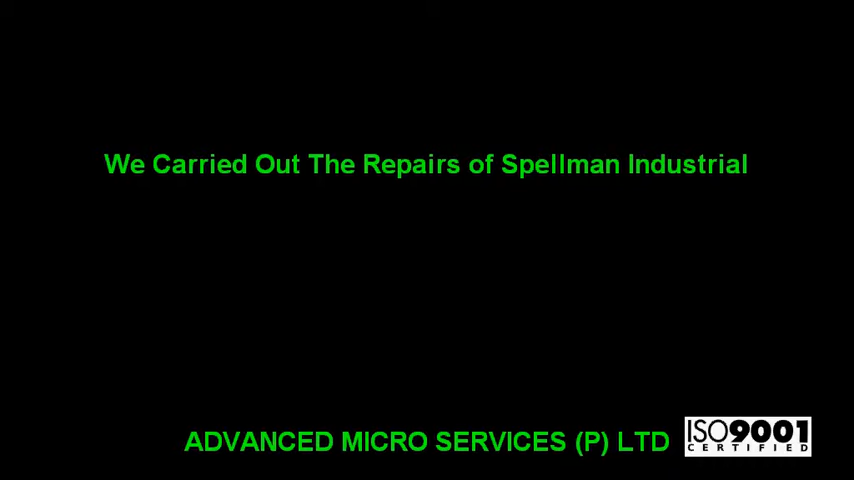 We Carried Out The Repairs of Spellman Industrial
ADVANCED MICRO SERVICES (P) LTD
ISO9001
CERTIFIED